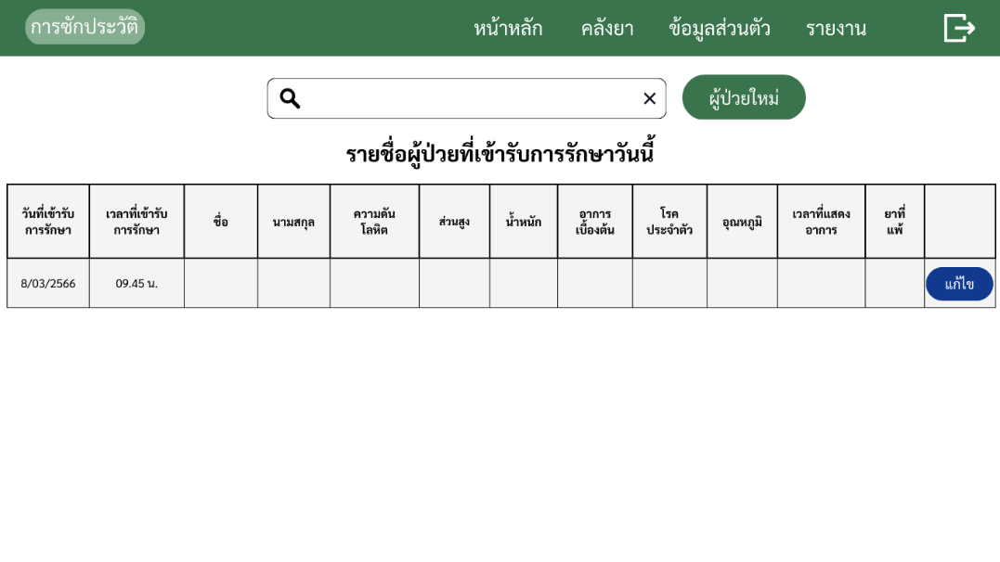 การซักประวัติ
หน้าหลัก คลังยา ข้อมูลส่วนตัว รายงาน
ผู้ป่วยใหม่
รายชื่อผู้ป่วยที่เข้ารับการรักษาวันนี้
วันที่เข้ารับ
การรักษา
เวลาที่เข้ารับ
การรักษา
ชื่อ
นามสกุล
ความดัน
โลหิต
ส่วนสูง
น้ำหนัก
อาการ
เบื้องต้น
โรค
ประจำตัว
อุณหภูมิ
เวลาที่แสดง
อาการ
ยาที่
แพ้
8/03/2566 09.45 น. แก้ไข